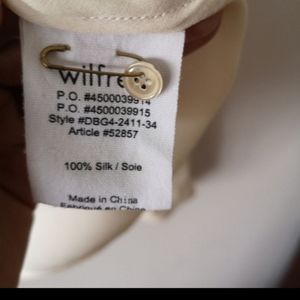 wilfre
P.O. #4500039914
P.O. #4500039915
Style #DBG4-2411-34
Article #52857
100% Silk / Soie
Made in China
Fabriqué en Chine